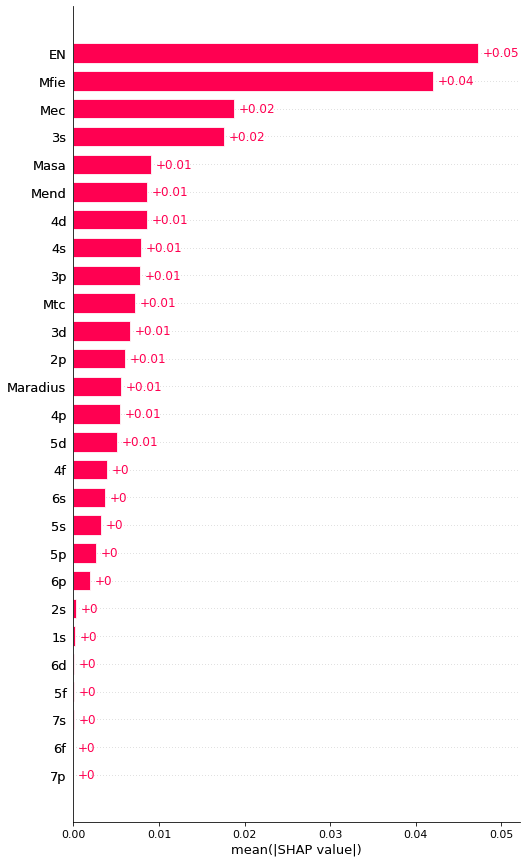 EN +0.05
Mfie +0.04
Mec +0.02
3s +0.02
Masa +0.01
Mend +0.01
4d +0.01
4s +0.01
3p +0.01
Mtc +0.01
3d +0.01
2p +0.01
Maradius +0.01
4p +0.01
5d +0.01
4f +0
6s +0
5s +0
5p +0
6p +0
2s +0
1s +0
6d +0
5f +0
7s +0
6f +0
7p +0
0.00 0.01 0.02 0.03 0.04 0.05
mean(|SHAP value|)